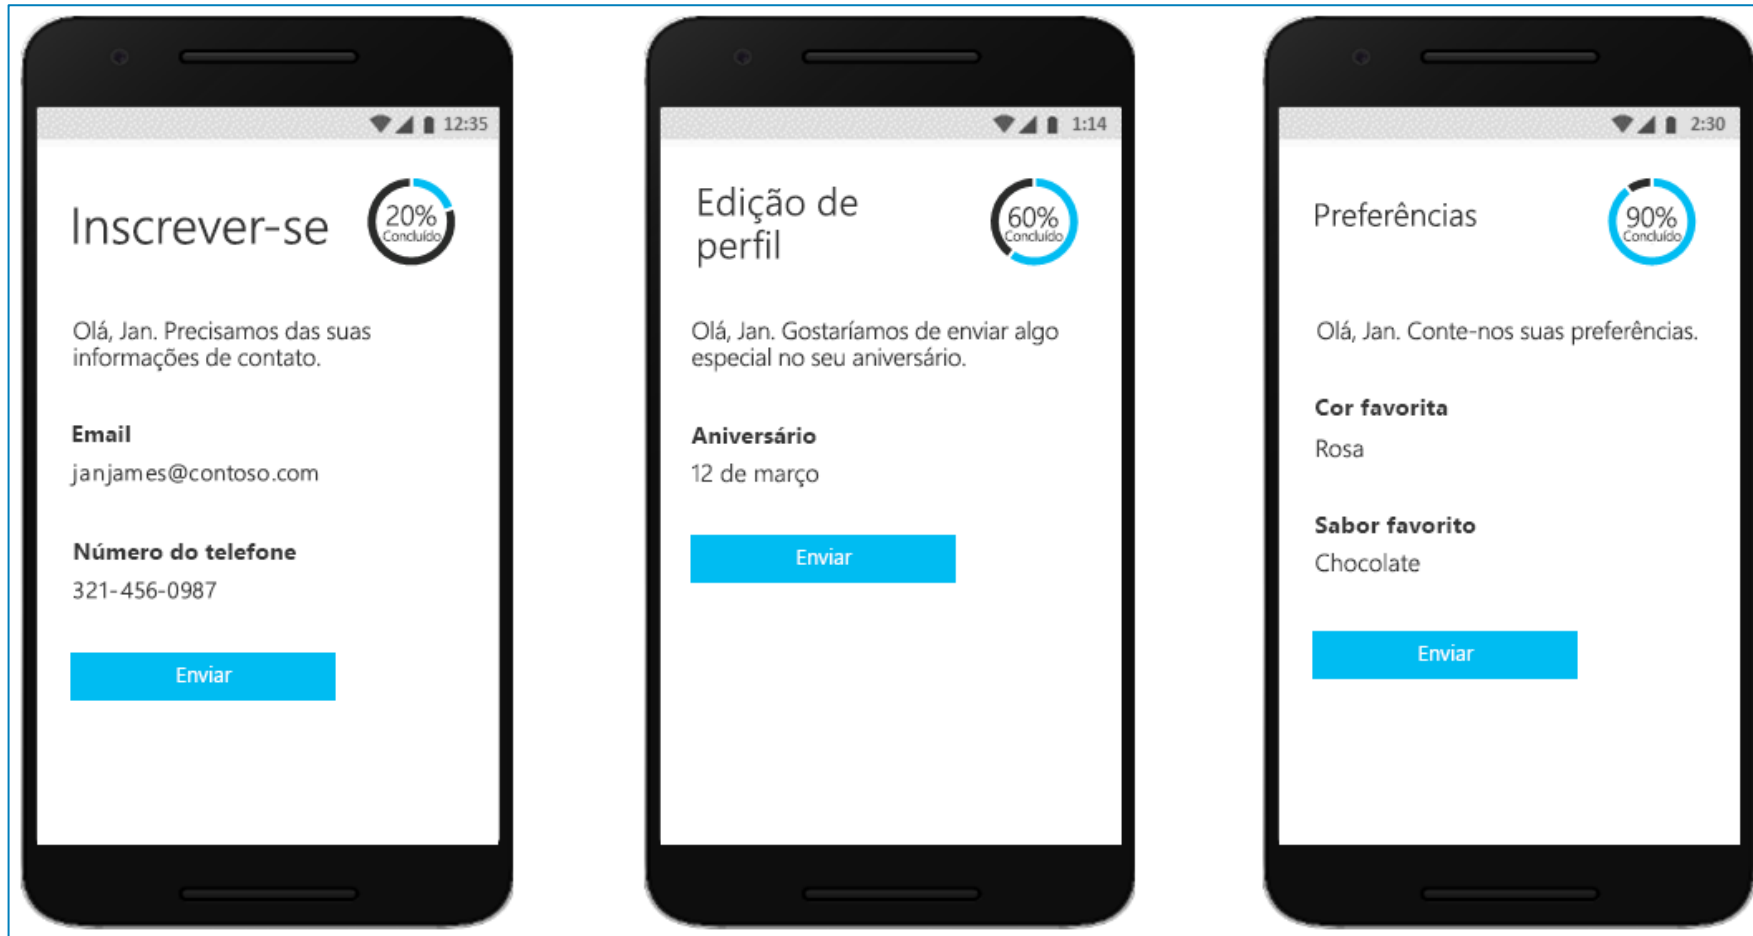 12:35
Inscrever-se
20%
Concluído
Olá, Jan. Precisamos das suas
informações de contato.
Email
janjames@contoso.com
Número do telefone
321-456-0987
Enviar
1:14
Edição de
perfil
60%
Concluído
Olá, Jan. Gostaríamos de enviar algo
especial no seu aniversário.
Aniversário
12 de março
Enviar
2:30
Preferências
90%
Concluído
Olá, Jan. Conte-nos suas preferências.
Cor favorita
Rosa
Sabor favorito
Chocolate
Enviar